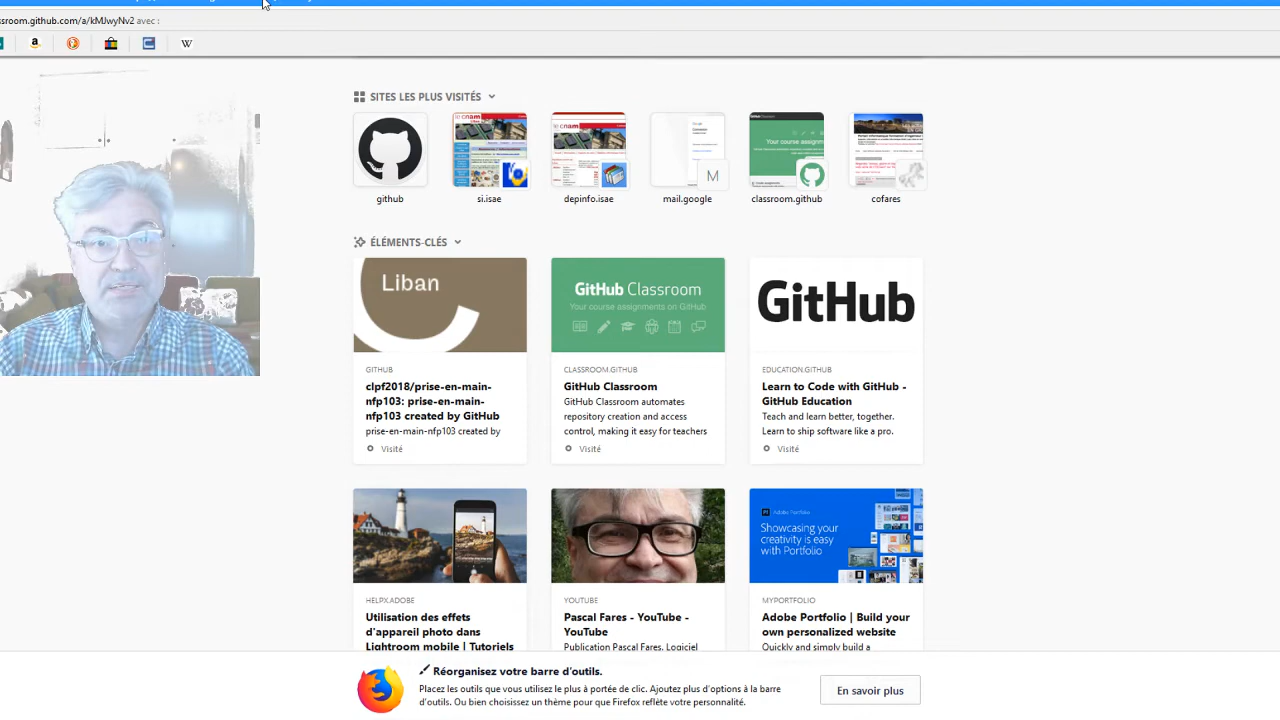 ssroom.github.com/a/kMJwyNv2 avec :
SITES LES PLUS VISITÉS
github
si.isae
depinfo.isae
mail.google
classroom.github
cofares
ÉLÉMENTS-CLÉS
Liban
GITHUB
clpf2018/prise-en-main-
nfp103: prise-en-main-
nfp103 created by GitHub
prise-en-main-nfp103 created by
Visité
GitHub Classroom
Your course assignments on GitHub
CLASSROOM.GITHUB
GitHub Classroom
GitHub Classroom automates
repository creation and access
control, making it easy for teachers
Visité
GitHub
EDUCATION.GITHUB
Learn to Code with GitHub -
GitHub Education
Teach and learn better, together.
Learn to ship software like a pro.
Visité
HELPX.ADOBE
Utilisation des effets
d'appareil photo dans
Lightroom mobile | Tutoriels
YOUTUBE
Pascal Fares - YouTube -
YouTube
Publication Pascal Fares, Logiciel
Adobe Portfolio
Showcasing your
creativity is easy
with Portfolio
MYPORTFOLIO
Adobe Portfolio | Build your
own personalized website
Quickly and simply build a
Réorganisez votre barre d'outils.
Placez les outils que vous utilisez le plus à portée de clic. Ajoutez plus d'options à la barre
d'outils. Ou bien choisissez un thème pour que Firefox reflète votre personnalité.
En savoir plus